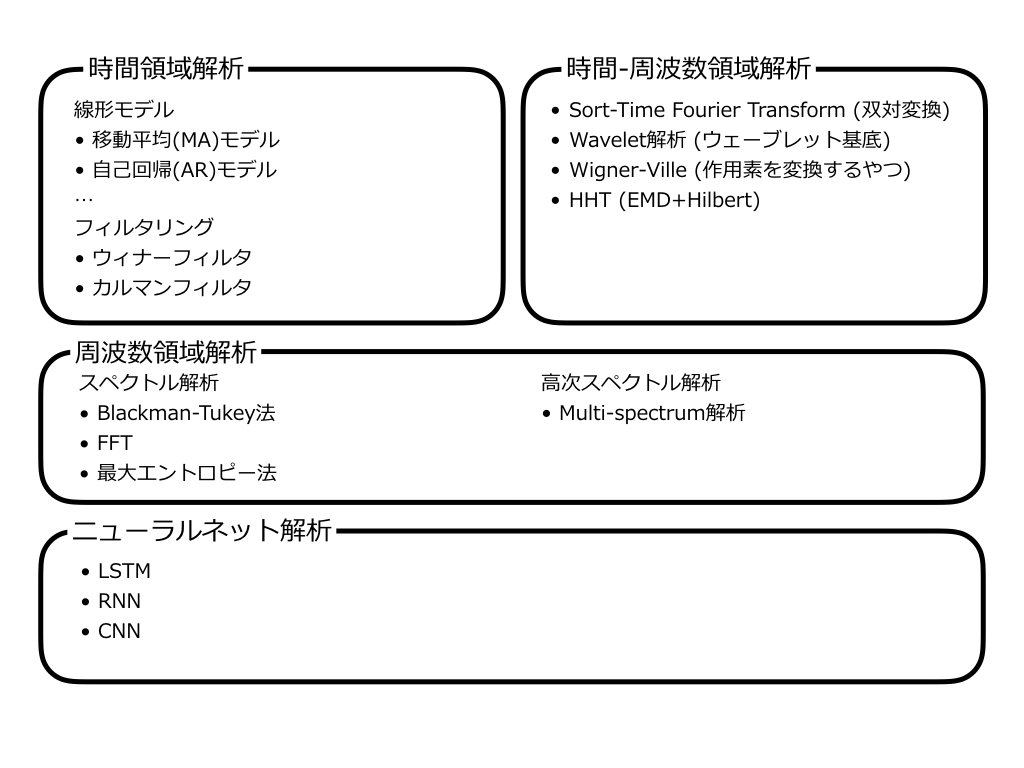 時間領域解析
線形モデル
• 移動平均(MA)モデル
• 自己回帰(AR)モデル
…
フィルタリング
• ウィナーフィルタ
• カルマンフィルタ
時間-周波数領域解析
• Sort-Time Fourier Transform (双対変換)
• Wavelet解析 (ウェーブレット基底)
• Wigner-Ville (作用素を変換するやつ)
• HHT (EMD+Hilbert)
周波数領域解析
スペクトル解析
• Blackman-Tukey法
• FFT
• 最大エントロピー法
高次スペクトル解析
• Multi-spectrum解析
ニューラルネット解析
• LSTM
• RNN
• CNN